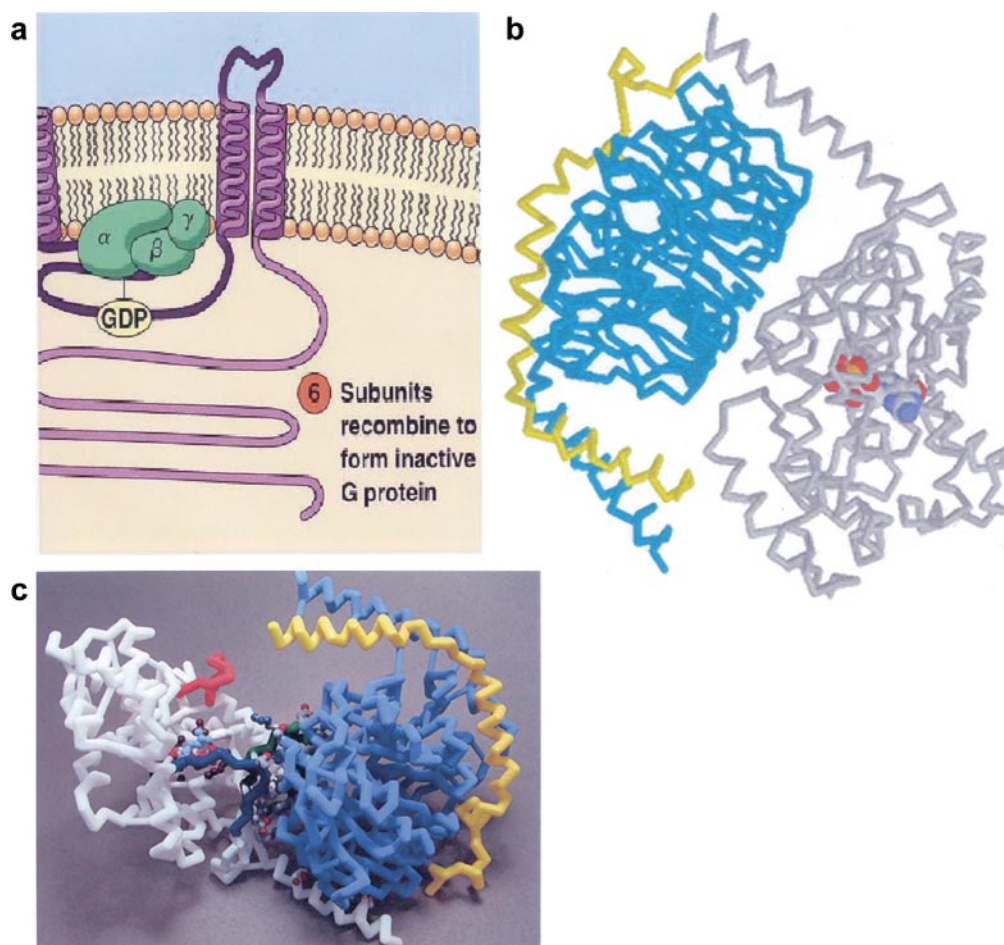 a
b
α
β
γ
GDP
6 Subunits
recombine to
form inactive
G protein
c